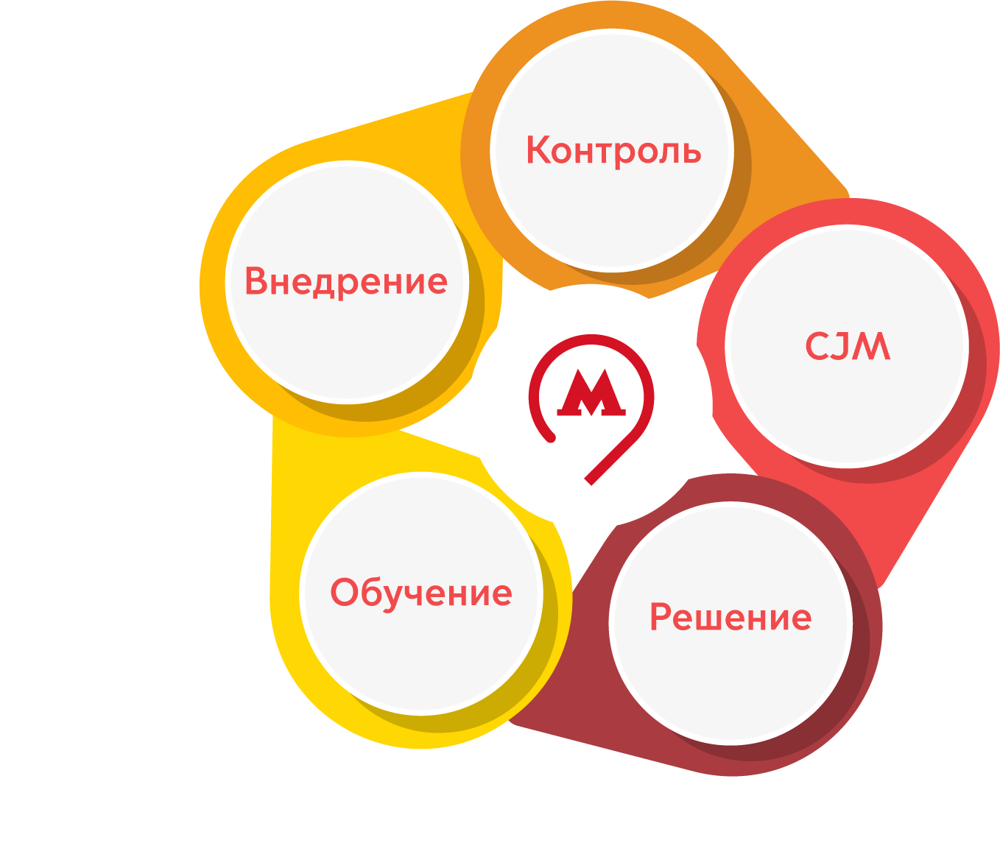 Контроль
Внедрение
CJM
М
Обучение
Решение